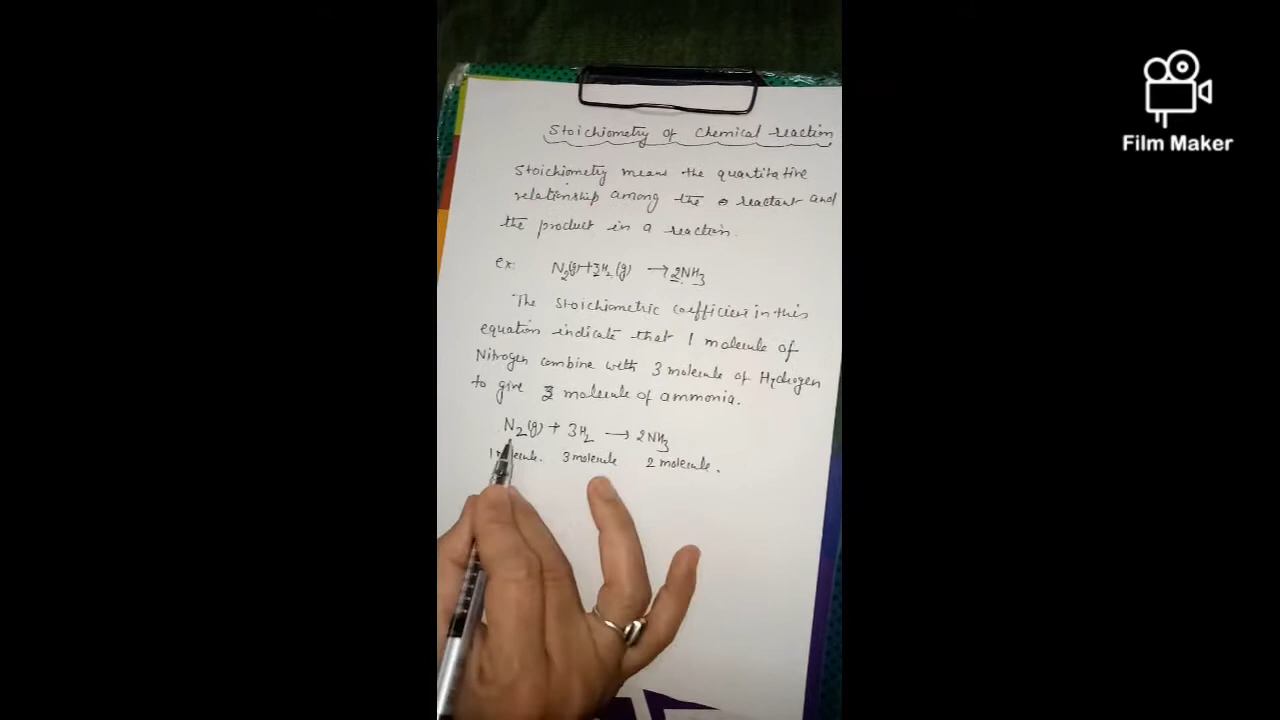 Film Maker
Stoichiometry of Chemical reaction
Stoichiometry means the quantitative
relationship among the reactant and
the product in a reaction.
ex: N2(g)+3H2(g) → 2NH3
The Stoichiometric coefficient in this
equation indicate that 1 molecule of
Nitrogen combine with 3 molecule of Hydrogen
to give molecule of ammonia.
N2(g) + 3H2 → 2NH3
1 3 molecule 2 molecule.